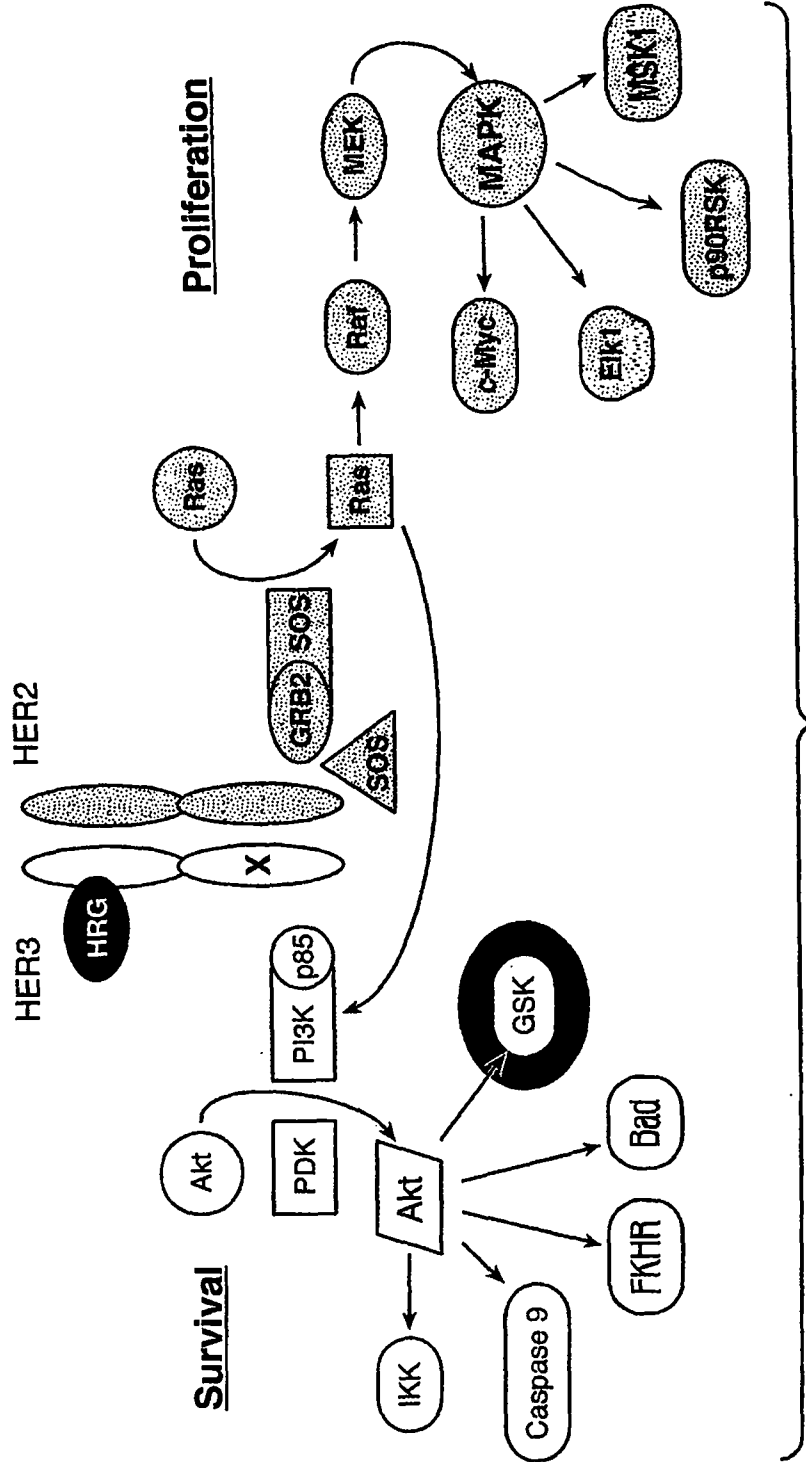 HER3
HER2
HRG
X
Survival
Proliferation
Akt
PDK
PI3K
p85
GRB2
SOS
SOS
Ras
Ras
Raf
MEK
MAPK
Akt
IKK
Caspase 9
FKHR
Bad
GSK
c-Myc
Elk1
p90RSK
MSK1